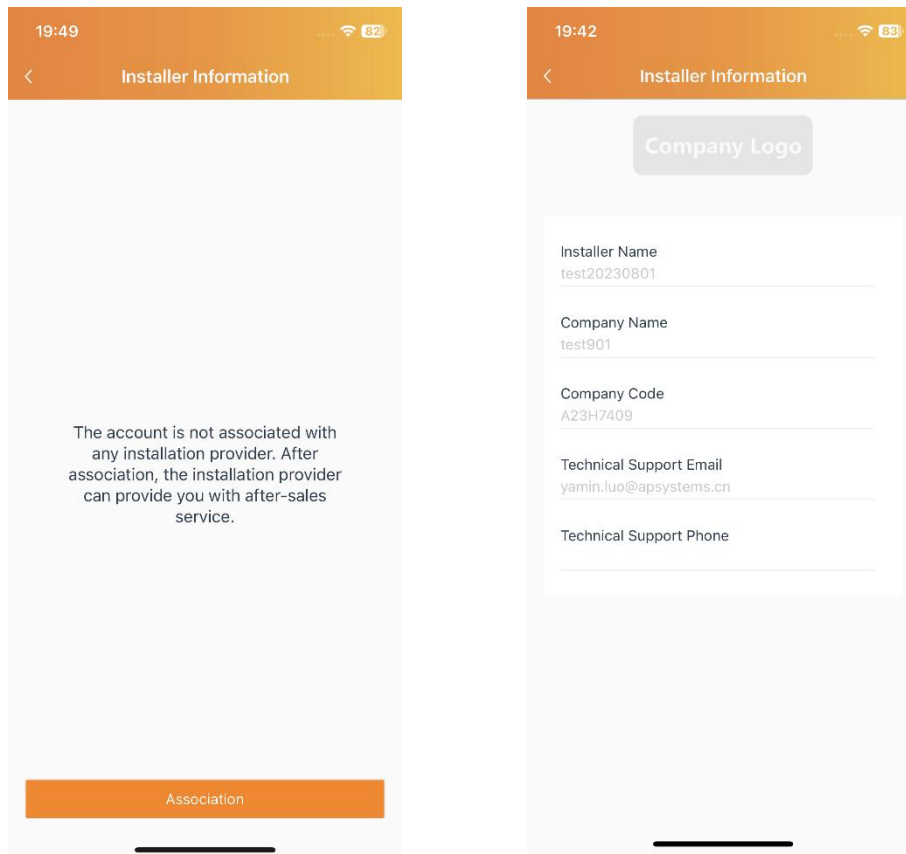 19:49
82
Installer Information
The account is not associated with
any installation provider. After
association, the installation provider
can provide you with after-sales
service.
Association
19:42
83
Installer Information
Company Logo
Installer Name
test20230801
Company Name
test901
Company Code
A23H7409
Technical Support Email
yamin.luo@apsystems.cn
Technical Support Phone